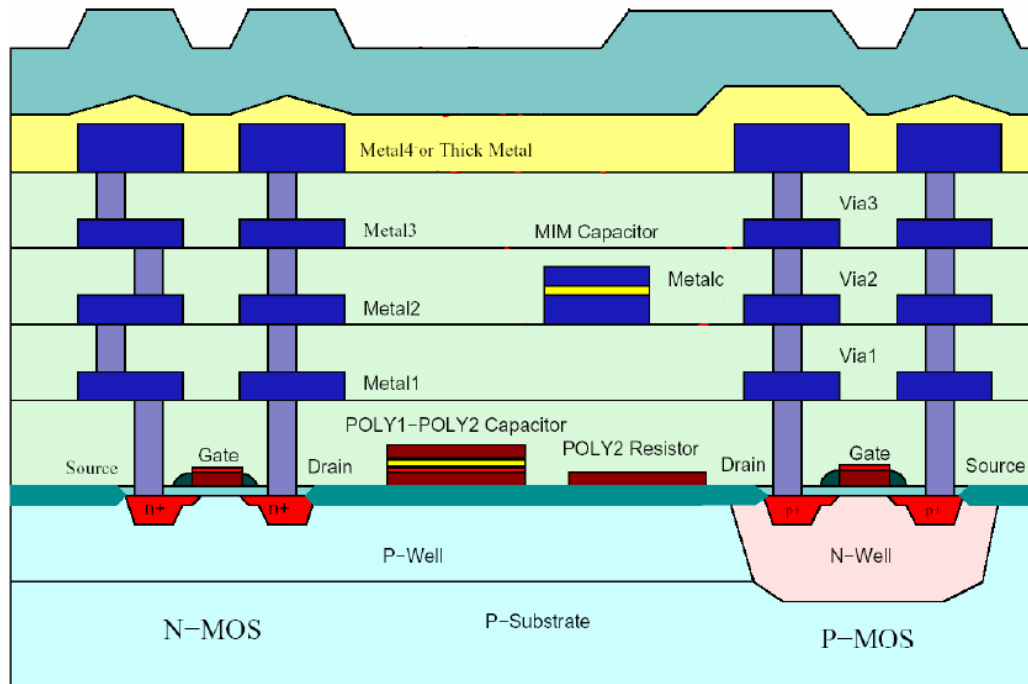 Metal4 or Thick Metal
Via3
Metal3
MIM Capacitor
Metalc
Via2
Metal2
Via1
Metal1
POLY1-POLY2 Capacitor
Source
Gate
Drain
POLY2 Resistor
Drain
Gate
Source
n+
n+
p+
p+
P-Well
N-Well
N-MOS
P-Substrate
P-MOS